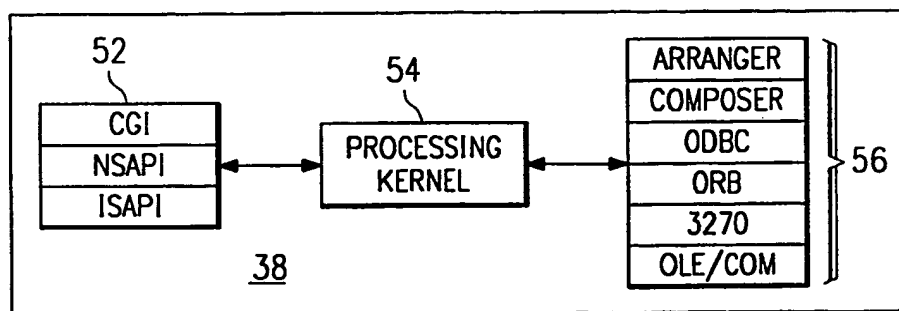 52
CGI
NSAPI
ISAPI
54
PROCESSING
KERNEL
ARRANGER
COMPOSER
ODBC
ORB
3270
OLE/COM
56
38